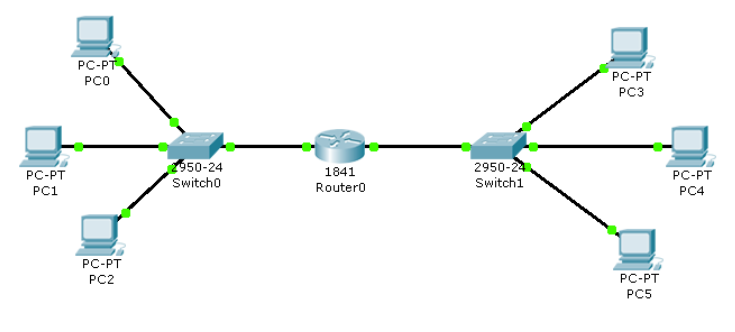 PC-PT
PC0
PC-PT
PC3
PC-PT
PC1
2950-24
Switch0
1841
Router0
2950-24
Switch1
PC-PT
PC4
PC-PT
PC2
PC-PT
PC5